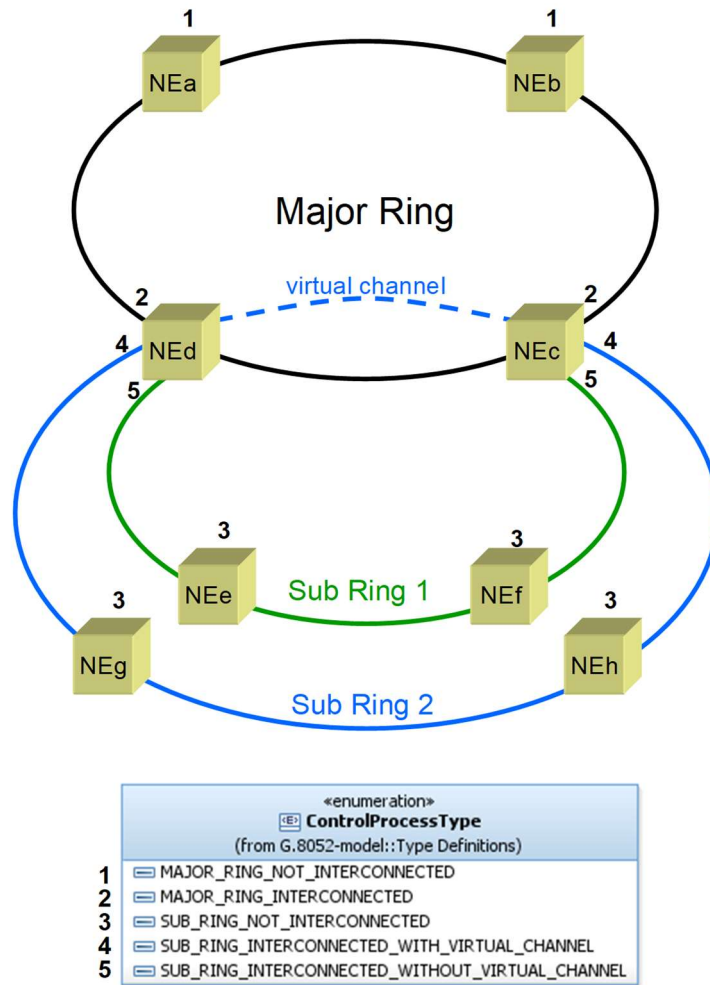 1
1
NEa
NEb
Major Ring
virtual channel
2
2
4
NEd
NEc
4
5
5
3
3
NEe
Sub Ring 1
NEf
3
3
NEg
NEh
Sub Ring 2
«enumeration»
ControlProcessType
(from G.8052-model::Type Definitions)
1 MAJOR_RING_NOT_INTERCONNECTED
2 MAJOR_RING_INTERCONNECTED
3 SUB_RING_NOT_INTERCONNECTED
4 SUB_RING_INTERCONNECTED_WITH_VIRTUAL_CHANNEL
5 SUB_RING_INTERCONNECTED_WITHOUT_VIRTUAL_CHANNEL